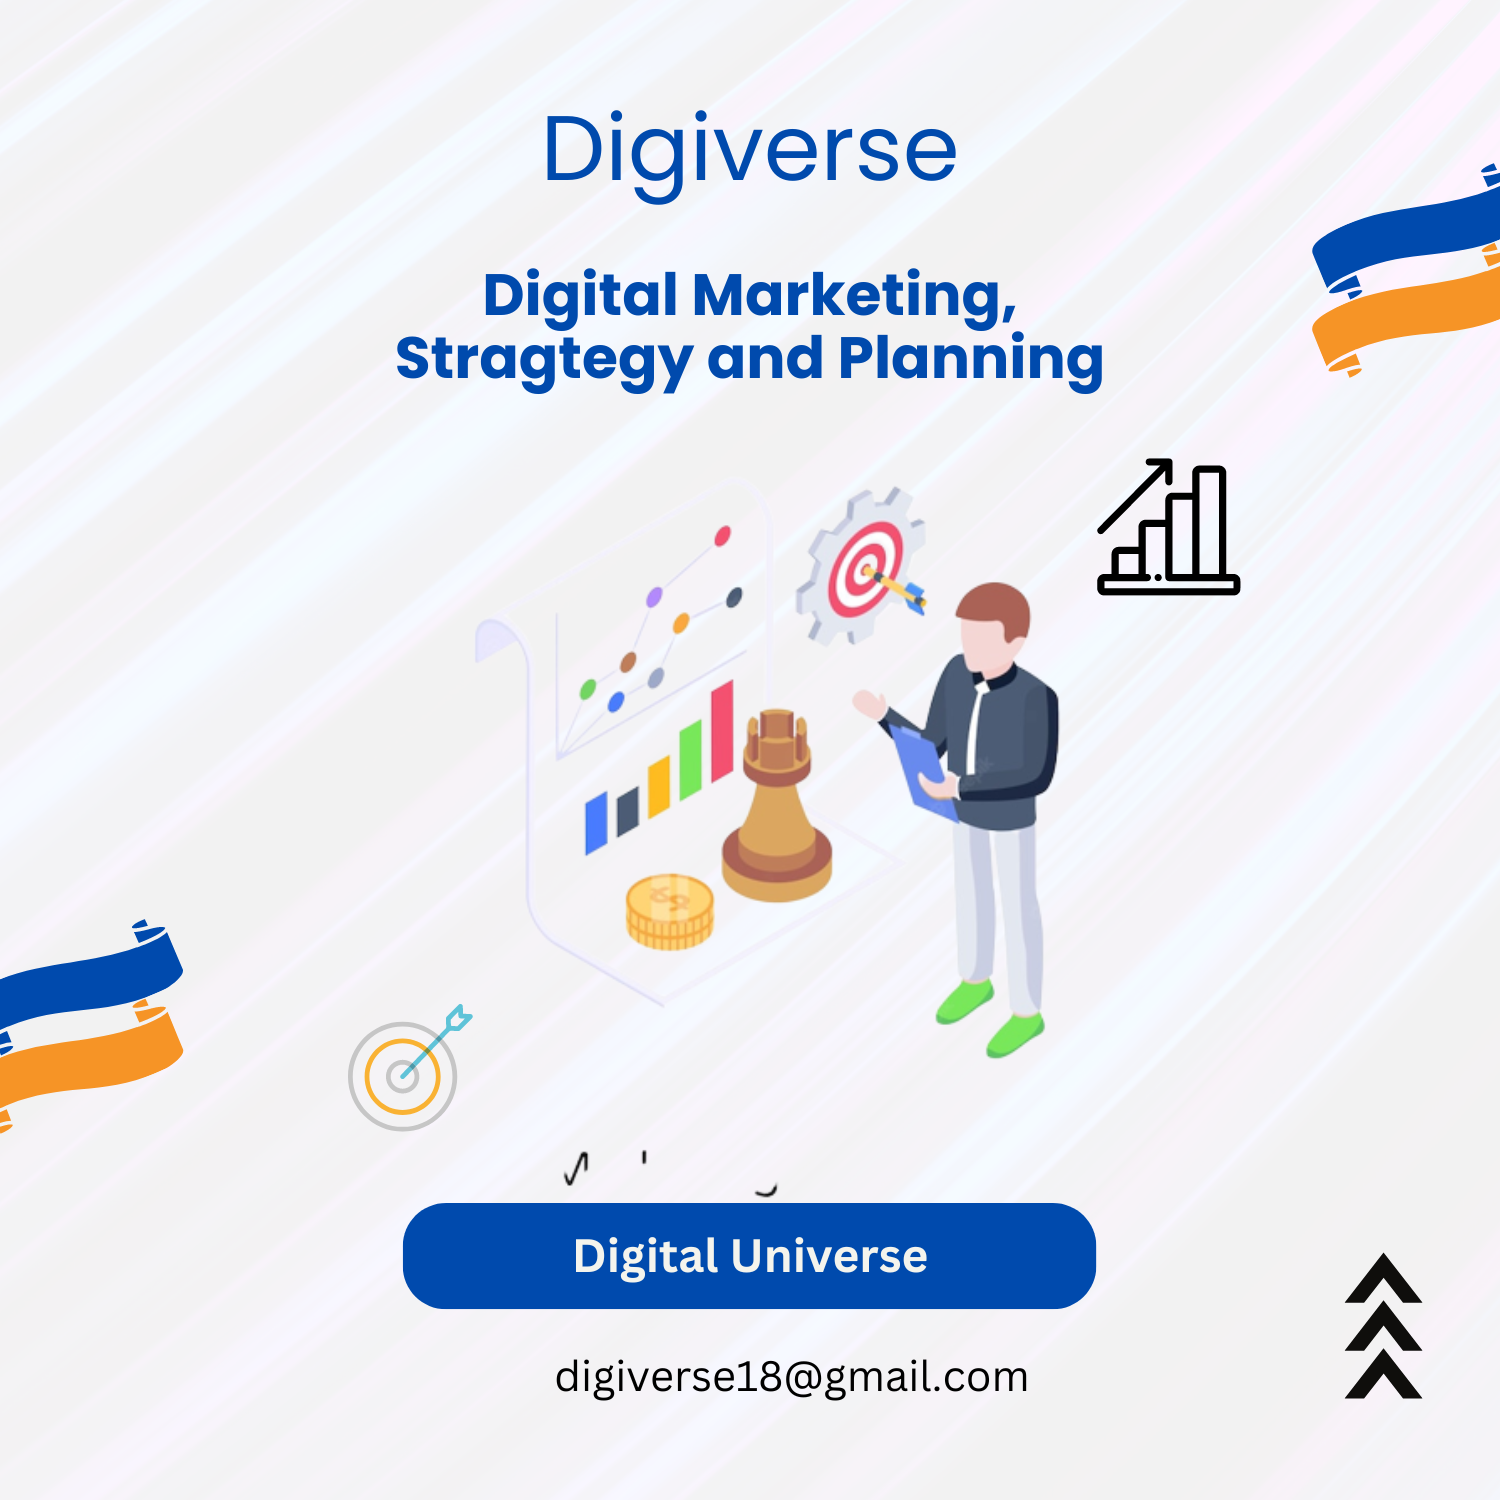 Digiverse
Digital Marketing,
Stragtegy and Planning
Digital Universe
digiverse18@gmail.com